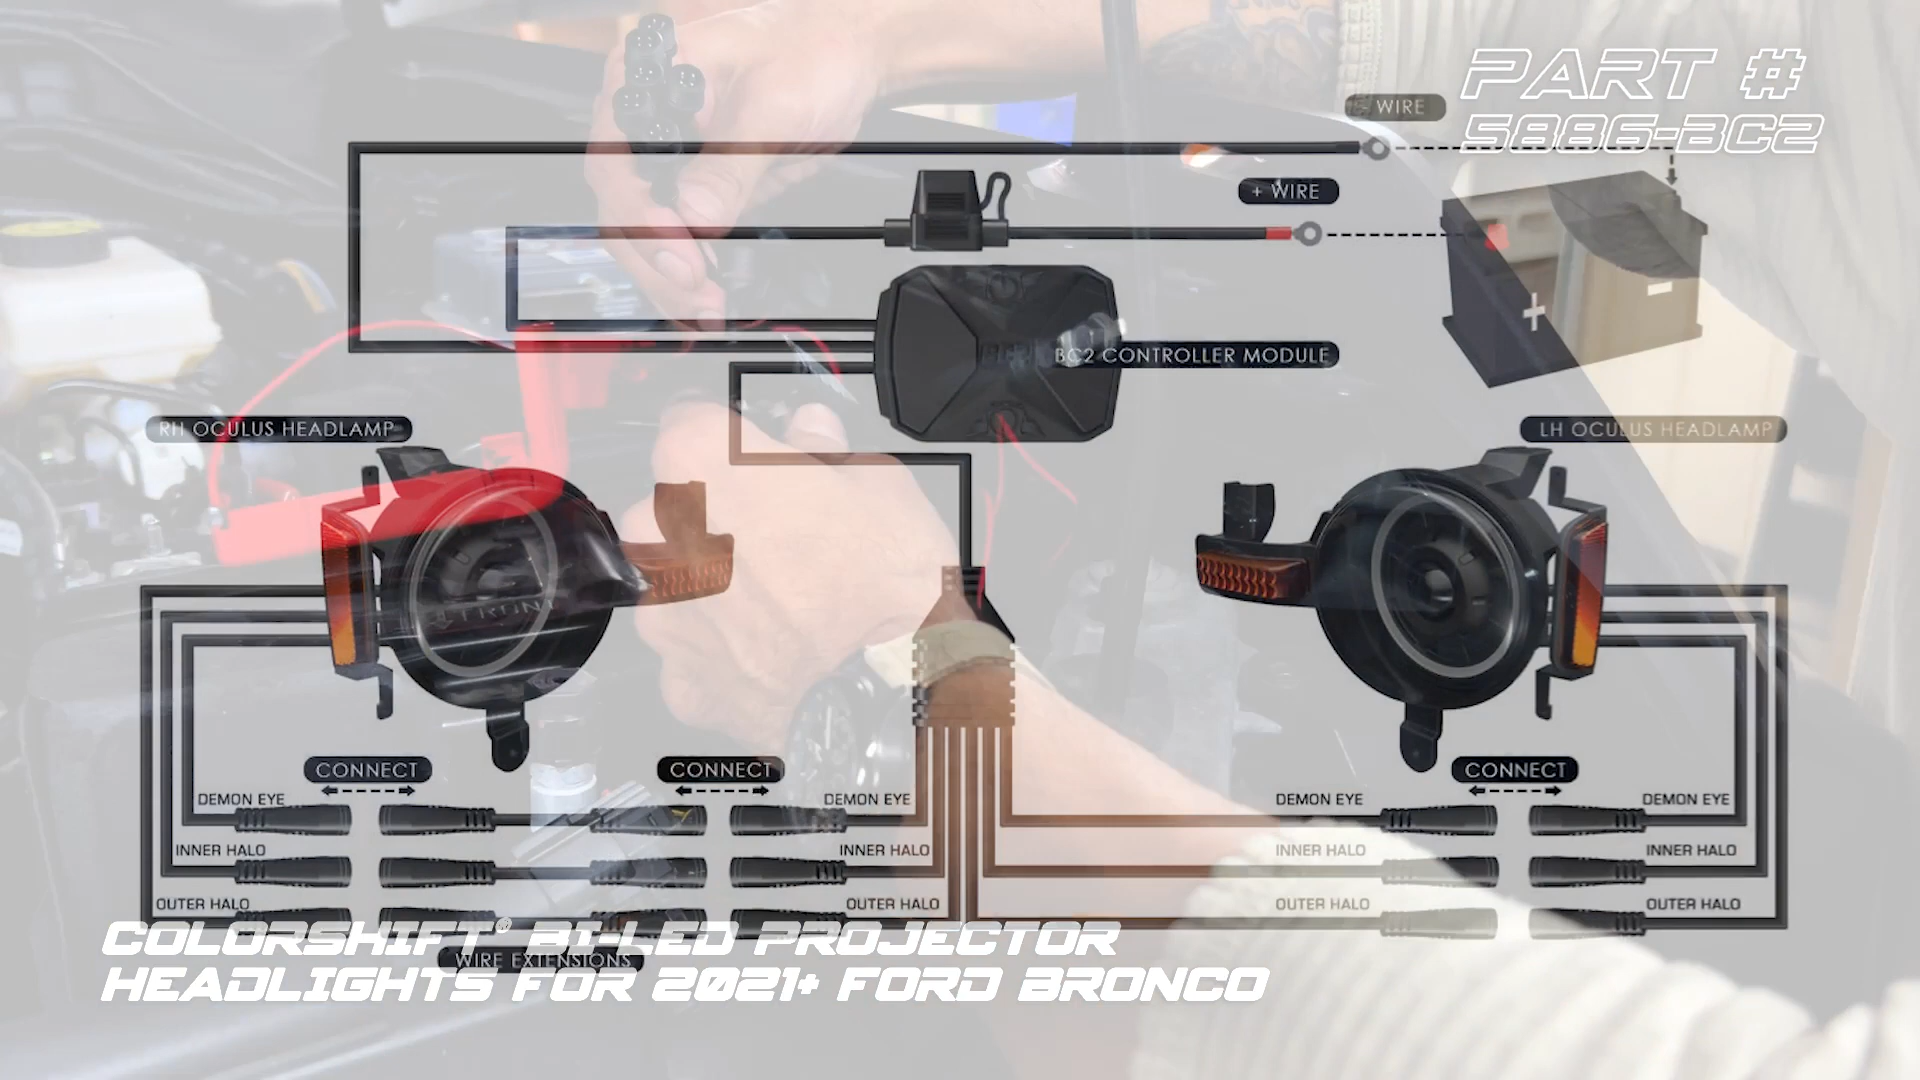 PART #
5886-BC2
- WIRE
+ WIRE
BC2 CONTROLLER MODULE
RH OCULUS HEADLAMP
LH OCULUS HEADLAMP
CONNECT
CONNECT
CONNECT
DEMON EYE
DEMON EYE
DEMON EYE
DEMON EYE
INNER HALO
INNER HALO
INNER HALO
INNER HALO
OUTER HALO
OUTER HALO
OUTER HALO
OUTER HALO
WIRE EXTENSIONS
COLORSHIFT® BI-LED PROJECTOR
HEADLIGHTS FOR 2021+ FORD BRONCO